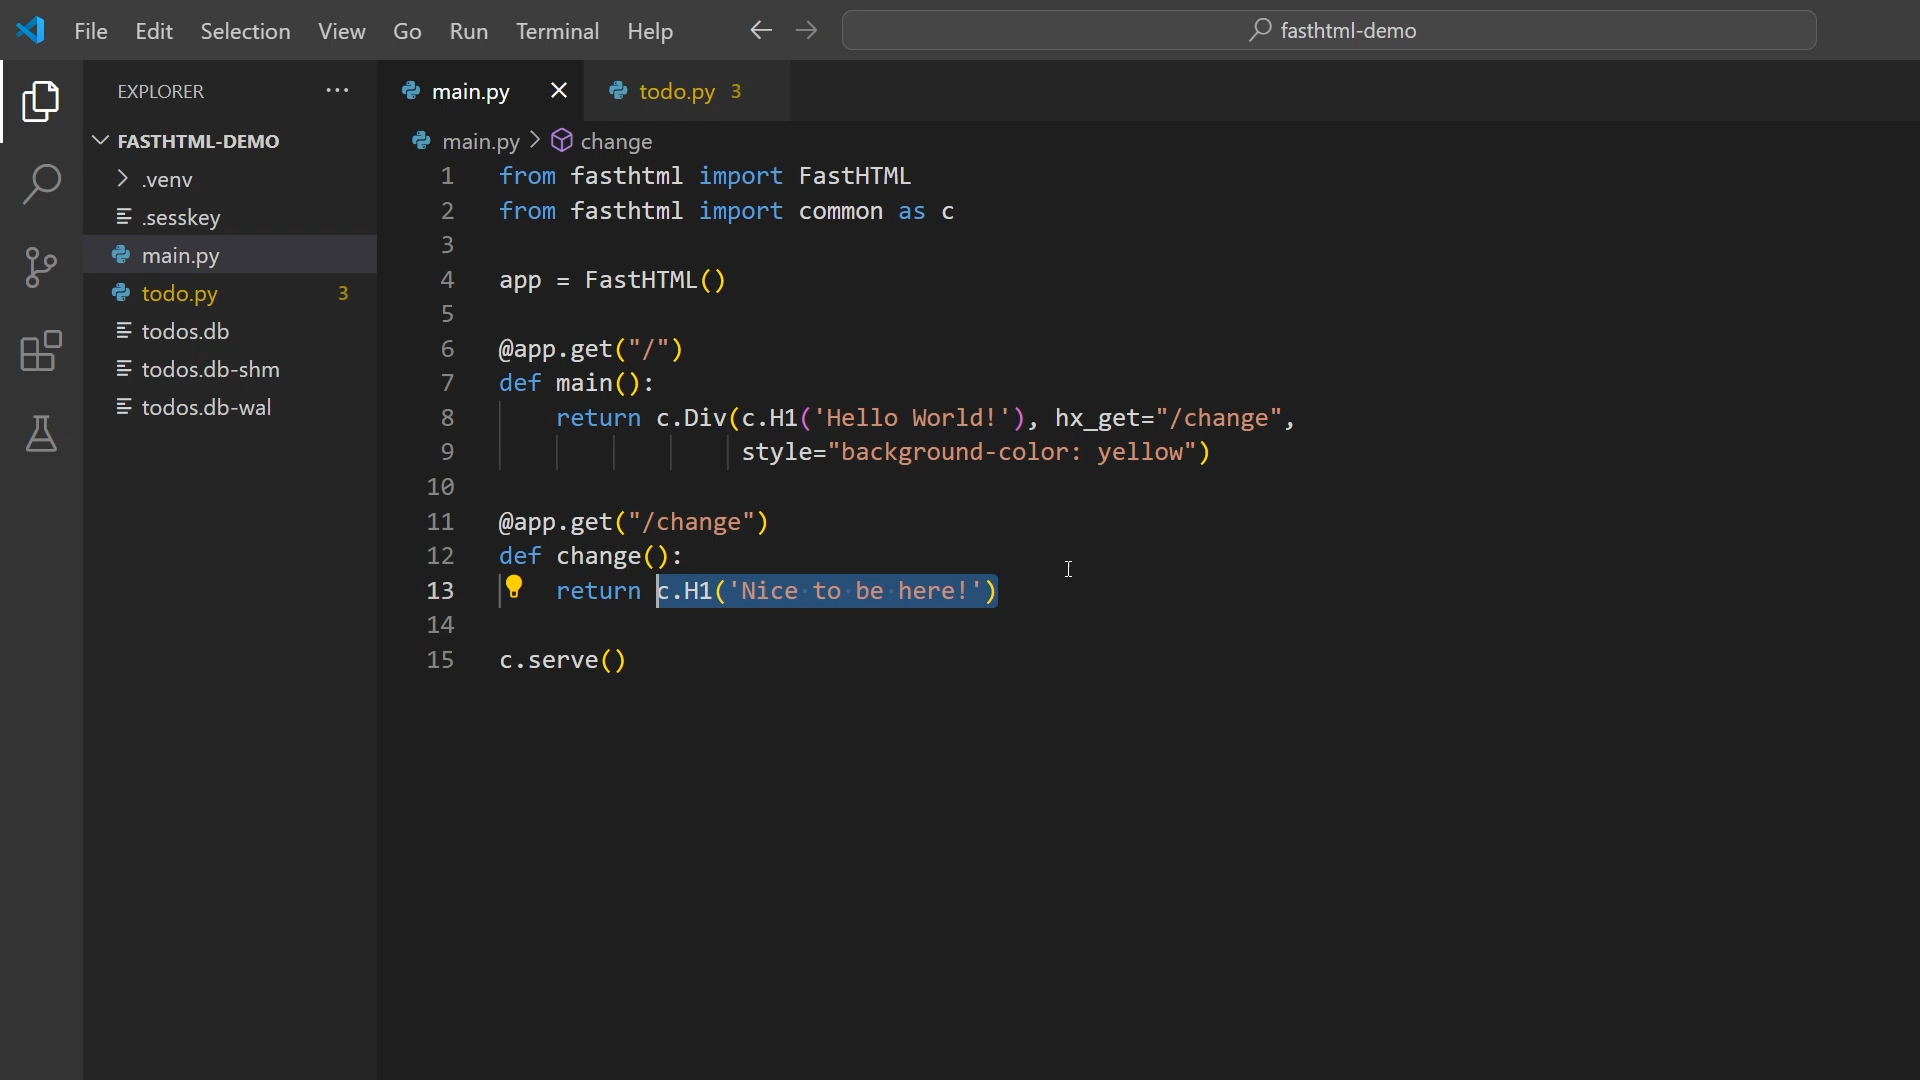 File Edit Selection View Go Run Terminal Help
fasthtml-demo
EXPLORER
FASTHTML-DEMO
.venv
.sesskey
main.py
todo.py 3
todos.db
todos.db-shm
todos.db-wal
main.py
todo.py 3
main.py > change
1 from fasthtml import FastHTML
2 from fasthtml import common as c
3
4 app = FastHTML()
5
6 @app.get("/")
7 def main():
8 return c.Div(c.H1('Hello World!'), hx_get="/change",
9 style="background-color: yellow")
10
11 @app.get("/change")
12 def change():
13 return c.H1('Nice to be here!')
14
15 c.serve()